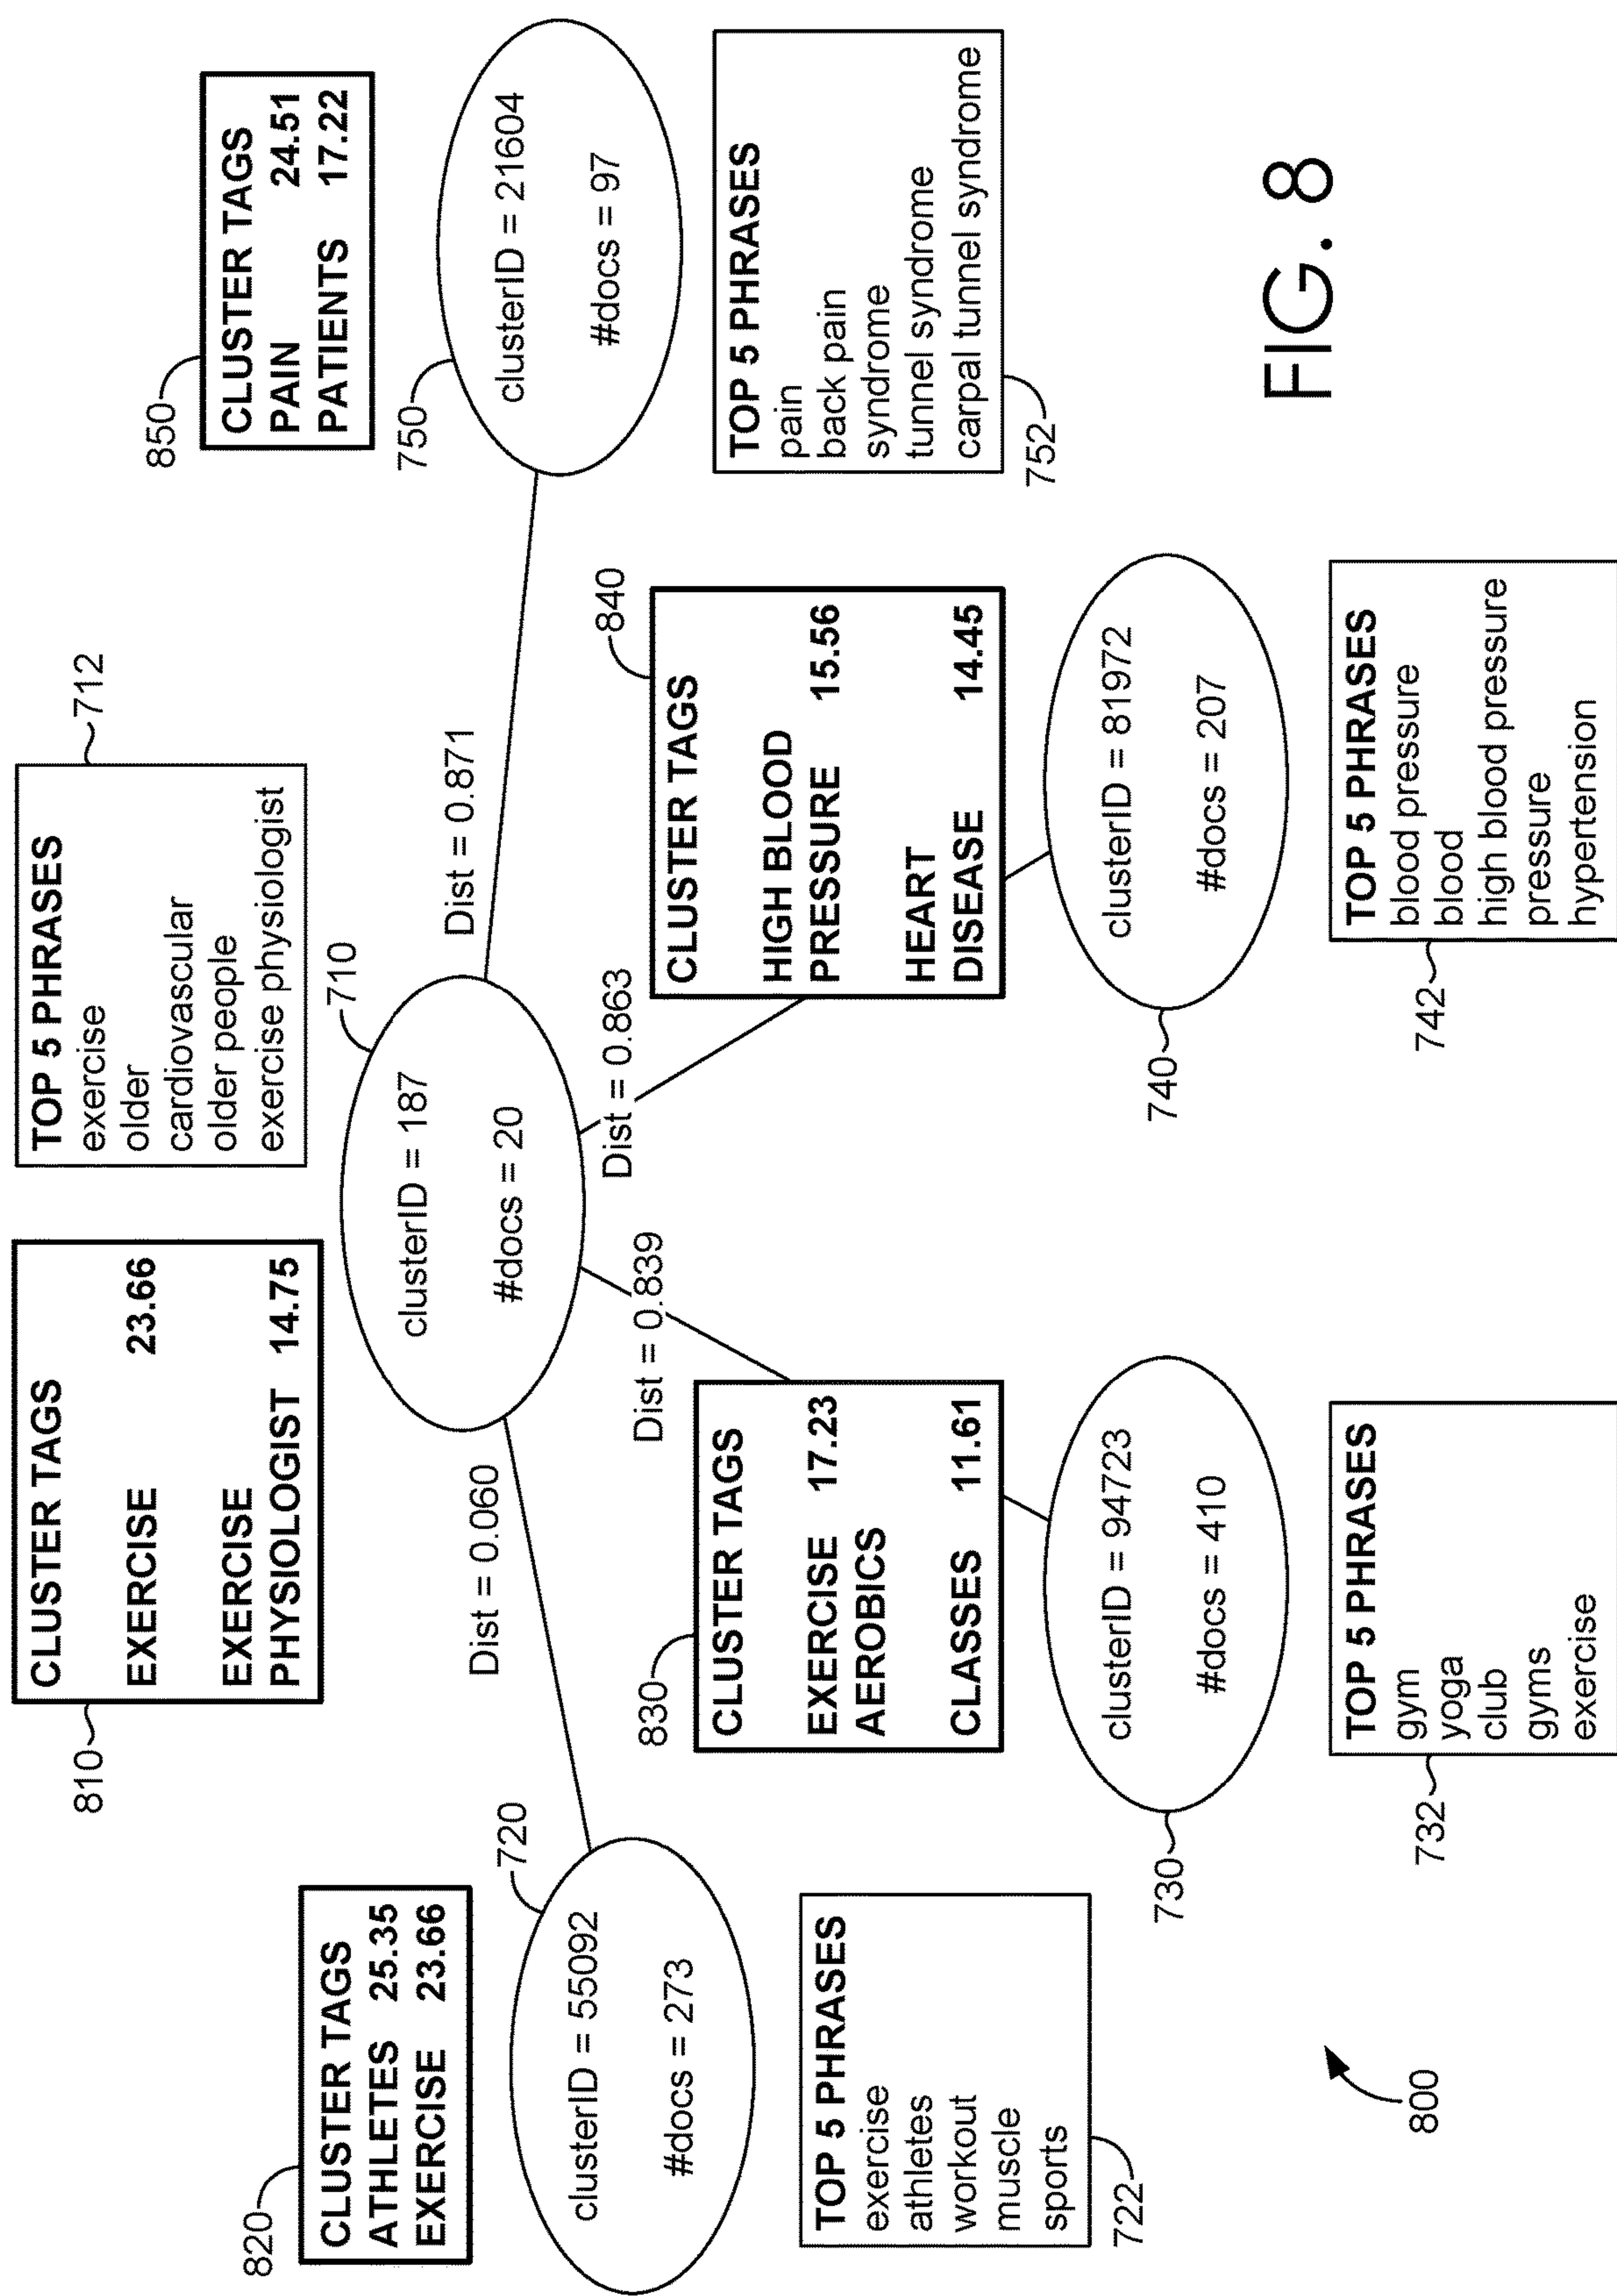 810
CLUSTER TAGS
EXERCISE 23.66
EXERCISE
PHYSIOLOGIST 14.75
TOP 5 PHRASES
exercise
older
cardiovascular
older people
exercise physiologist
712
710
clusterID = 187
#docs = 20
820
CLUSTER TAGS
ATHLETES 25.35
EXERCISE 23.66
720
clusterID = 55092
#docs = 273
TOP 5 PHRASES
exercise
athletes
workout
muscle
sports
722
Dist = 0.060
Dist = 0.839
Dist = 0.863
Dist = 0.871
830
CLUSTER TAGS
EXERCISE 17.23
AEROBICS
CLASSES 11.61
clusterID = 94723
#docs = 410
730
TOP 5 PHRASES
gym
yoga
club
gyms
exercise
732
840
CLUSTER TAGS
HIGH BLOOD
PRESSURE 15.56
HEART
DISEASE 14.45
clusterID = 81972
#docs = 207
740
TOP 5 PHRASES
blood pressure
blood
high blood pressure
pressure
hypertension
742
850
CLUSTER TAGS
PAIN 24.51
PATIENTS 17.22
750
clusterID = 21604
#docs = 97
TOP 5 PHRASES
pain
back pain
syndrome
tunnel syndrome
carpal tunnel syndrome
752
800
FIG. 8